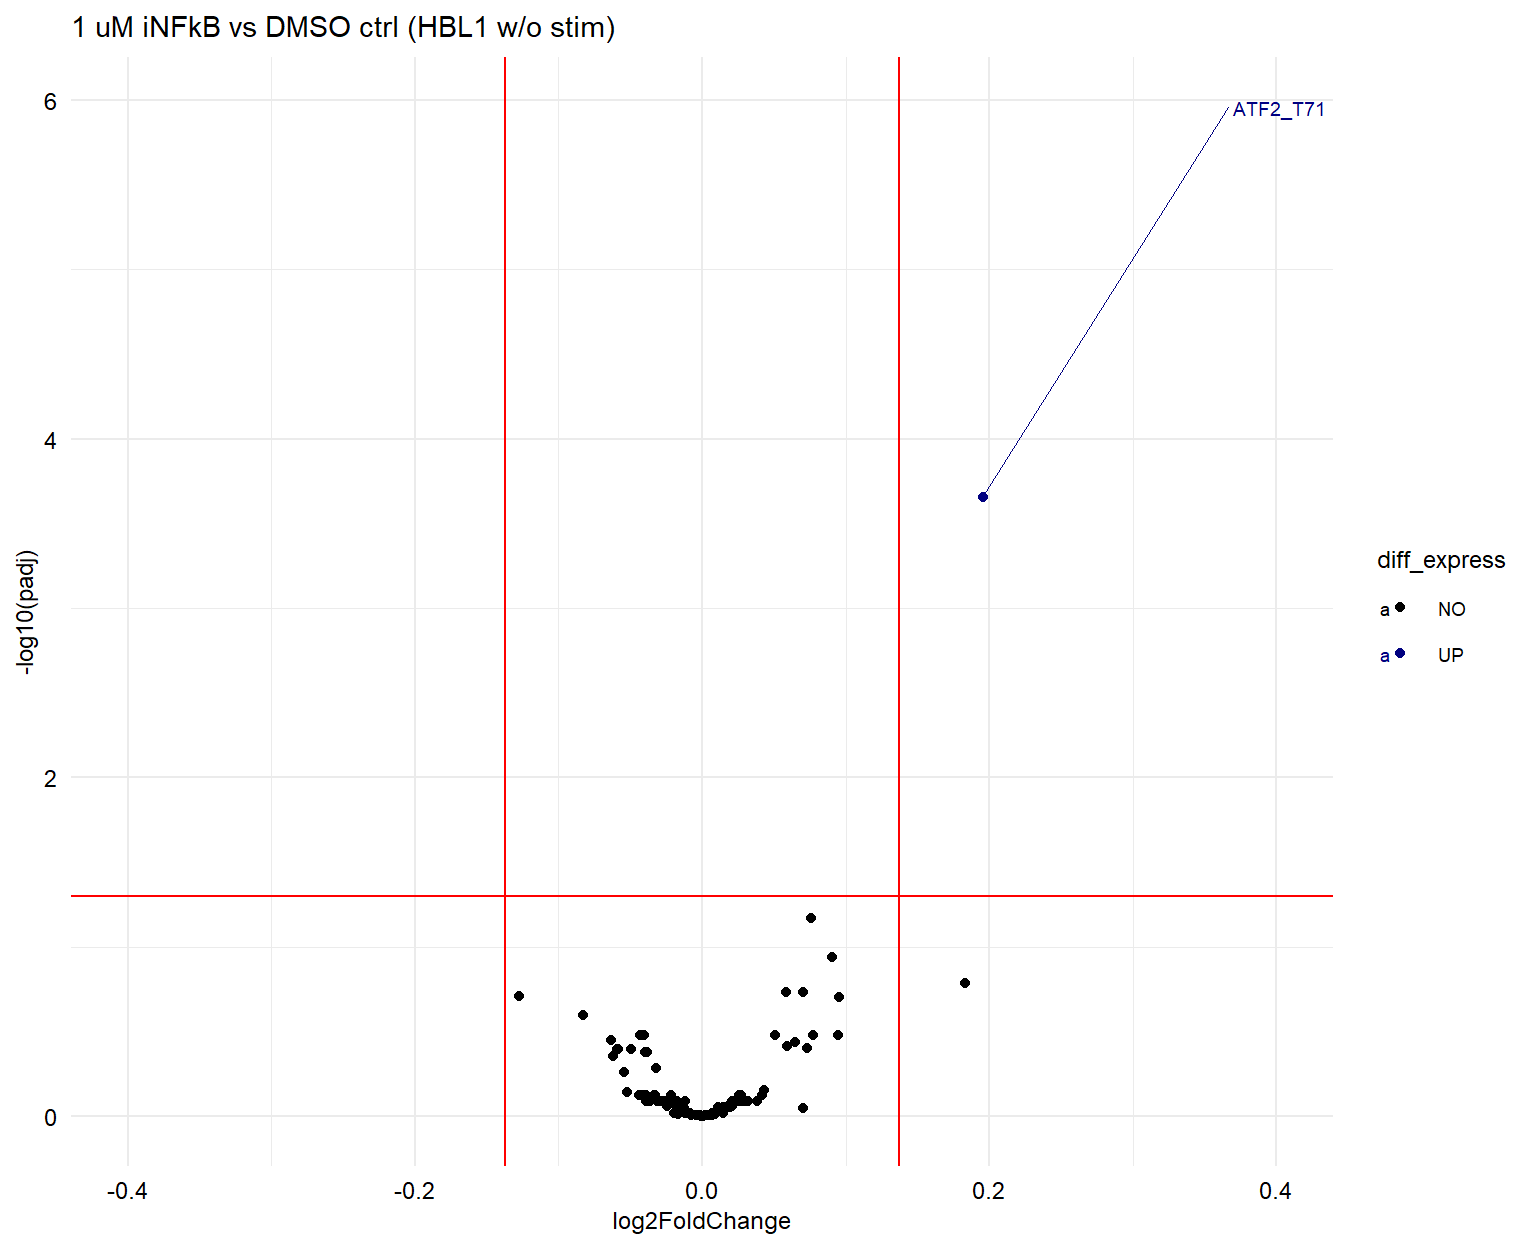 1 uM iNFkB vs DMSO ctrl (HBL1 w/o stim)
6
ATF2_T71
4
2
0
-log10(padj)
-0.4
-0.2
0.0
0.2
0.4
log2FoldChange
diff_express
a NO
a UP